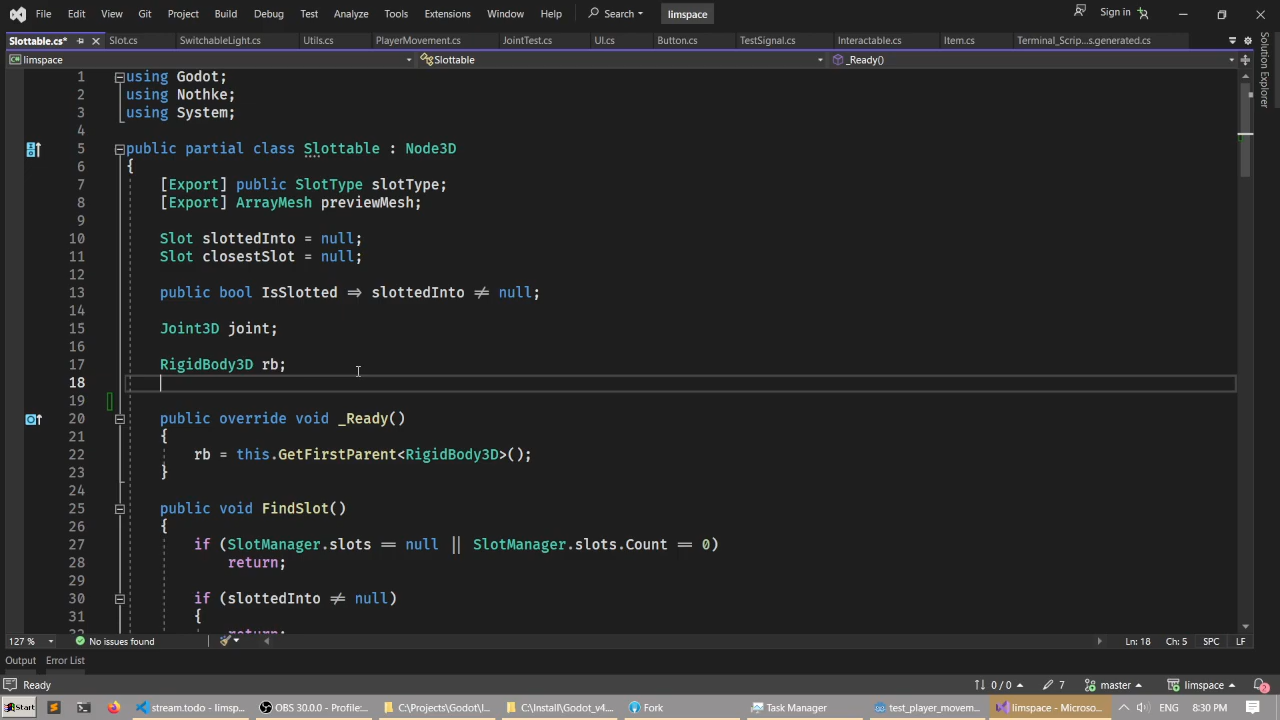 File Edit View Git Project Build Debug Test Analyze Tools Extensions Window Help Search limspace Sign in
Slottable.cs* Slot.cs SwitchableLight.cs Utils.cs PlayerMovement.cs JointTest.cs UI.cs Button.cs TestSignal.cs Interactable.cs Item.cs Terminal_Scrip...s.generated.cs
limspace Slottable _Ready()
Solution Explorer
1 using Godot;
2 using Nothke;
3 using System;
4
5 public partial class Slottable : Node3D
6 {
7 [Export] public SlotType slotType;
8 [Export] ArrayMesh previewMesh;
9
10 Slot slottedInto = null;
11 Slot closestSlot = null;
12
13 public bool IsSlotted => slottedInto ≠ null;
14
15 Joint3D joint;
16
17 RigidBody3D rb;
18
19
20 public override void _Ready()
21 {
22 rb = this.GetFirstParent<RigidBody3D>();
23 }
24
25 public void FindSlot()
26 {
27 if (SlotManager.slots == null || SlotManager.slots.Count == 0)
28 return;
29
30 if (slottedInto ≠ null)
31 {
return;
127 % No issues found Ln: 18 Ch: 5 SPC LF
Output Error List
Ready 0 / 0 7 master limspace 2
Start stream.todo - limsp... OBS 30.0.0 - Profile:... C:\Projects\Godot\l... C:\Install\Godot_v4... Fork Task Manager test_player_movem... limspace - Microso... ENG 8:30 PM